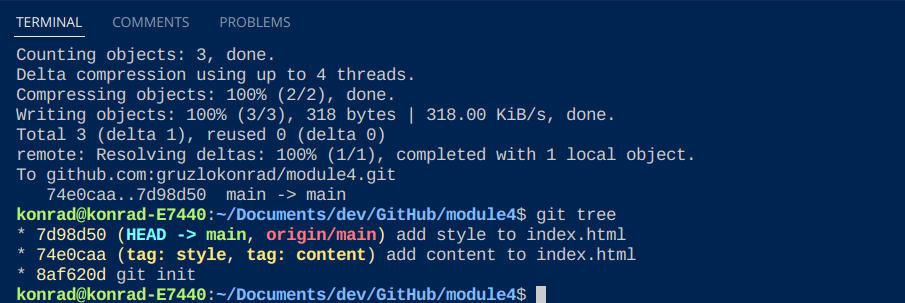 TERMINAL COMMENTS PROBLEMS
Counting objects: 3, done.
Delta compression using up to 4 threads.
Compressing objects: 100% (2/2), done.
Writing objects: 100% (3/3), 318 bytes | 318.00 KiB/s, done.
Total 3 (delta 1), reused 0 (delta 0)
remote: Resolving deltas: 100% (1/1), completed with 1 local object.
To github.com:gruzlokonrad/module4.git
   74e0caa..7d98d50  main -> main
konrad@konrad-E7440:~/Documents/dev/GitHub/module4$ git tree
* 7d98d50 (HEAD -> main, origin/main) add style to index.html
* 74e0caa (tag: style, tag: content) add content to index.html
* 8af620d git init
konrad@konrad-E7440:~/Documents/dev/GitHub/module4$